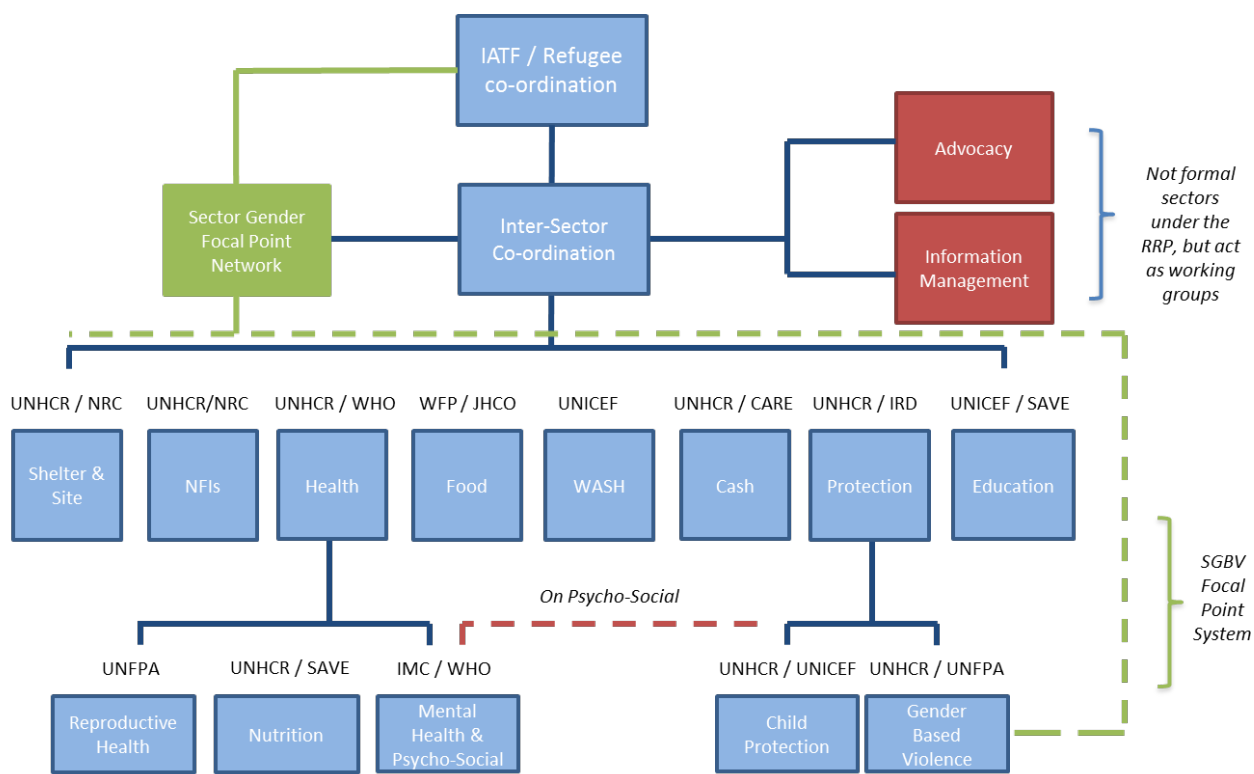 IATF / Refugee
co-ordination
Advocacy
Sector Gender
Focal Point
Network
Inter-Sector
Co-ordination
Information
Management
Not formal
sectors
under the
RRP, but act
as working
groups
UNHCR / NRC
UNHCR/NRC
UNHCR / WHO
WFP / JHCO
UNICEF
UNHCR / CARE
UNHCR / IRD
UNICEF / SAVE
Shelter &
Site
NFIs
Health
Food
WASH
Cash
Protection
Education
On Psycho-Social
SGBV
Focal
Point
System
UNFPA
UNHCR / SAVE
IMC / WHO
UNHCR / UNICEF
UNHCR / UNFPA
Reproductive
Health
Nutrition
Mental
Health &
Psycho-Social
Child
Protection
Gender
Based
Violence